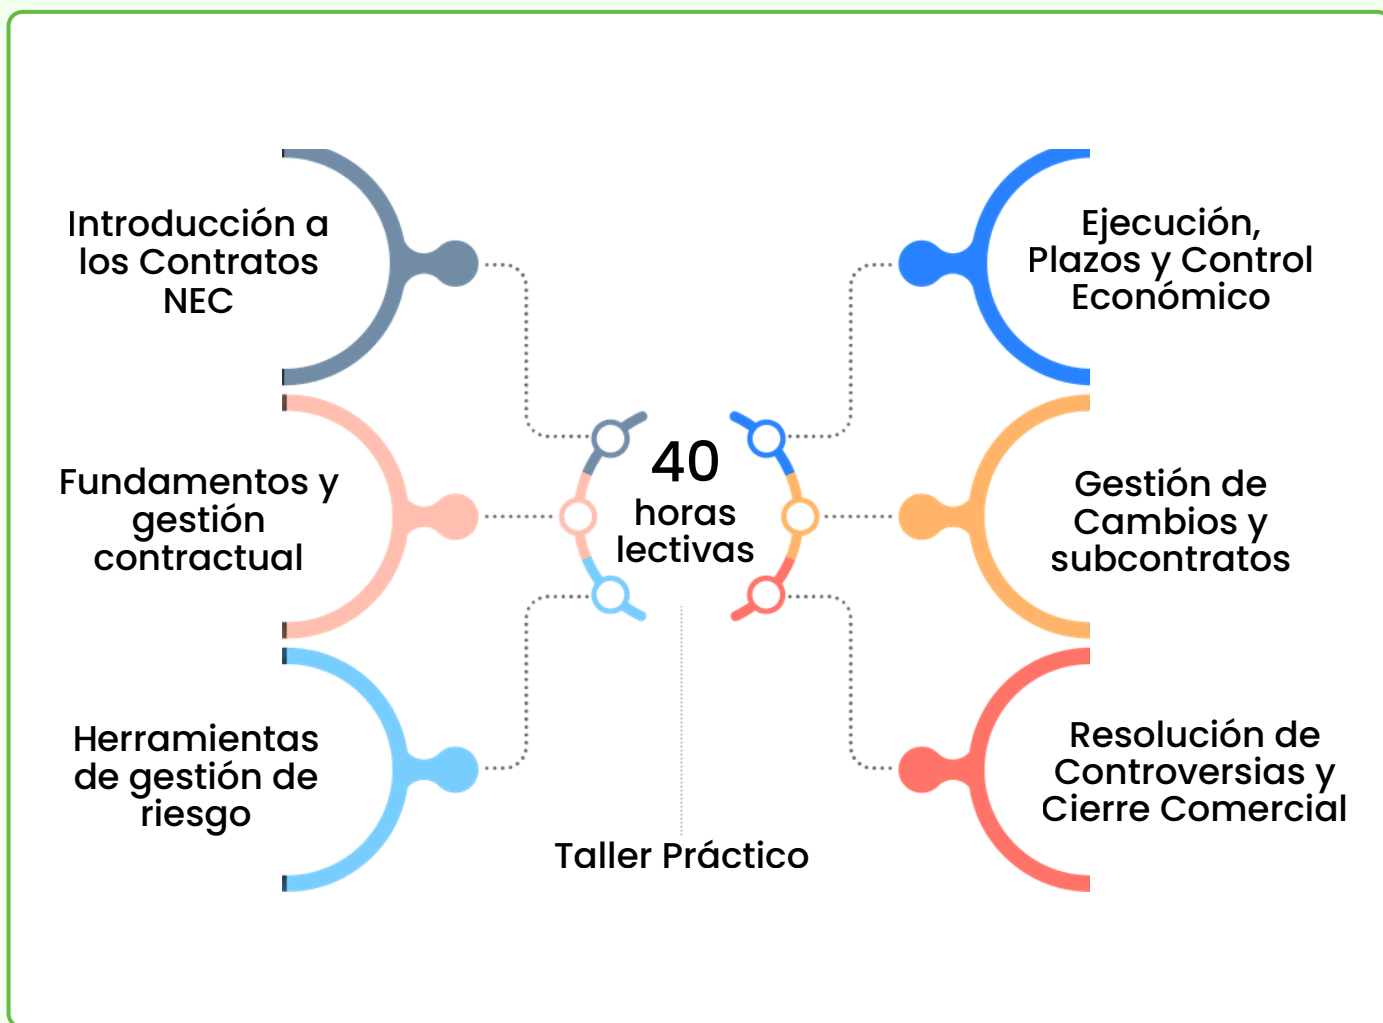 Introducción a
los Contratos
NEC
Fundamentos y
gestión
contractual
Herramientas
de gestión de
riesgo
40
horas
lectivas
Taller Práctico
Ejecución,
Plazos y Control
Económico
Gestión de
Cambios y
subcontratos
Resolución de
Controversias y
Cierre Comercial